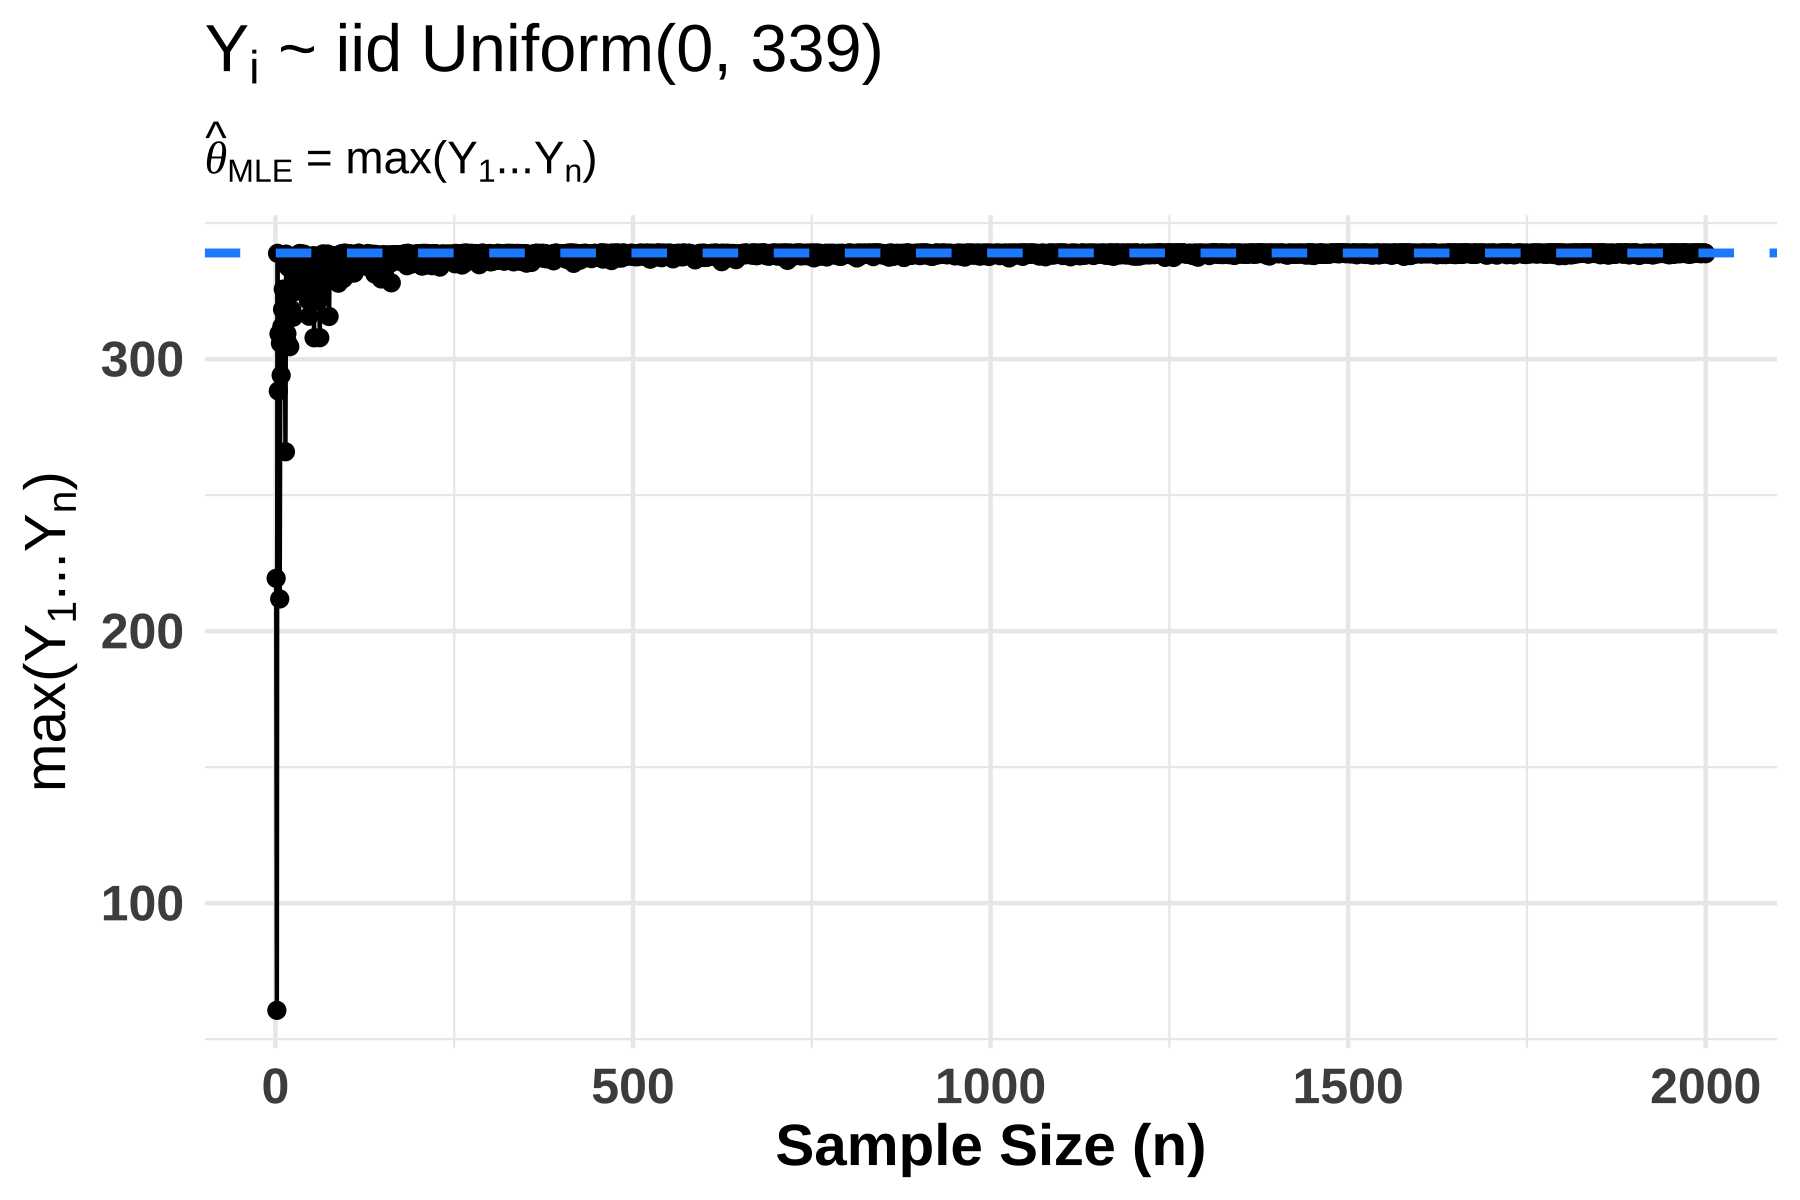 Yi ~ iid Uniform(0, 339)
θ̂MLE = max(Y1...Yn)
max(Y1...Yn)
300
200
100
0 500 1000 1500 2000
Sample Size (n)